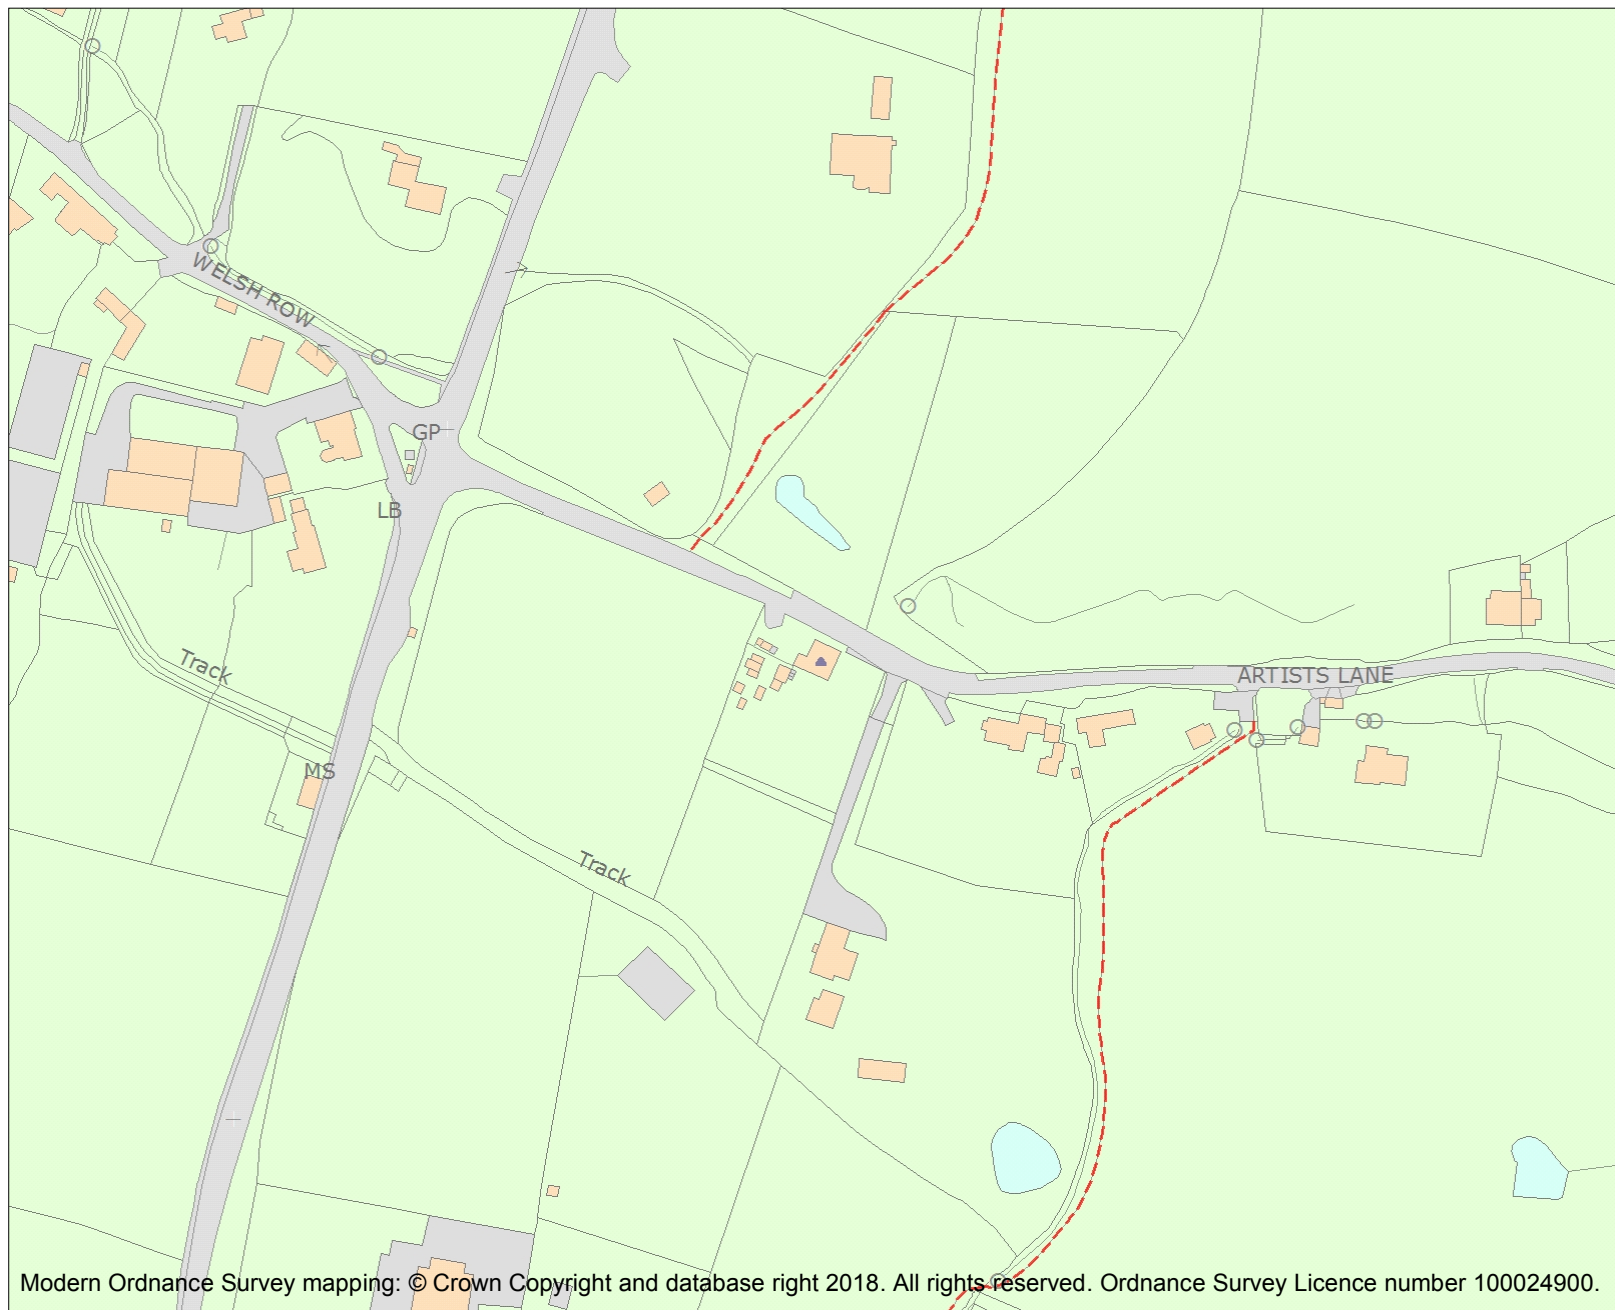 WELSH ROW
GP
LB
Track
ARTISTS LANE
MS
Track
Modern Ordnance Survey mapping: © Crown Copyright and database right 2018. All rights reserved. Ordnance Survey Licence number 100024900.